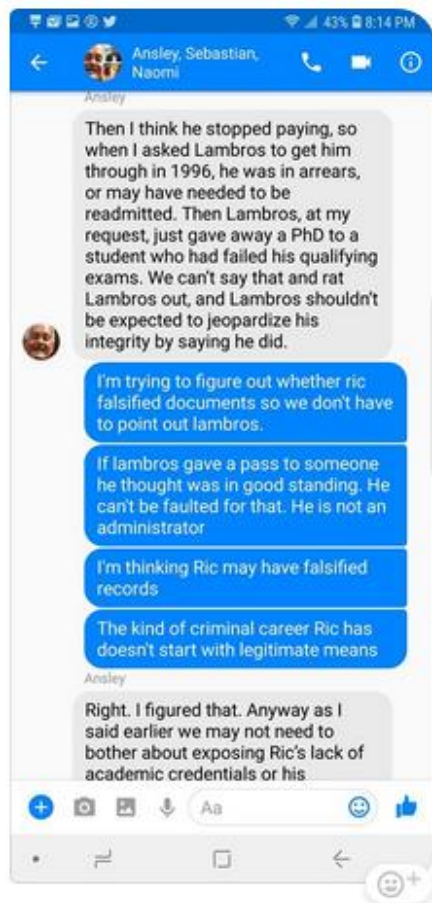 43% 8:14 PM
Ansley, Sebastian,
Naomi
Ansley
Then I think he stopped paying, so
when I asked Lambros to get him
through in 1996, he was in arrears,
or may have needed to be
readmitted. Then Lambros, at my
request, just gave away a PhD to a
student who had failed his qualifying
exams. We can't say that and rat
Lambros out, and Lambros shouldn't
be expected to jeopardize his
integrity by saying he did.
I'm trying to figure out whether ric
falsified documents so we don't have
to point out lambros.
If lambros gave a pass to someone
he thought was in good standing. He
can't be faulted for that. He is not an
administrator
I'm thinking Ric may have falsified
records
The kind of criminal career Ric has
doesn't start with legitimate means
Ansley
Right. I figured that. Anyway as I
said earlier we may not need to
bother about exposing Ric's lack of
academic credentials or his
Aa